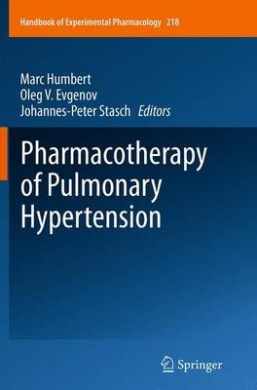 Handbook of Experimental Pharmacology 218
Marc Humbert
Oleg V. Evgenov
Johannes-Peter Stasch Editors
Pharmacotherapy
of Pulmonary
Hypertension
Springer